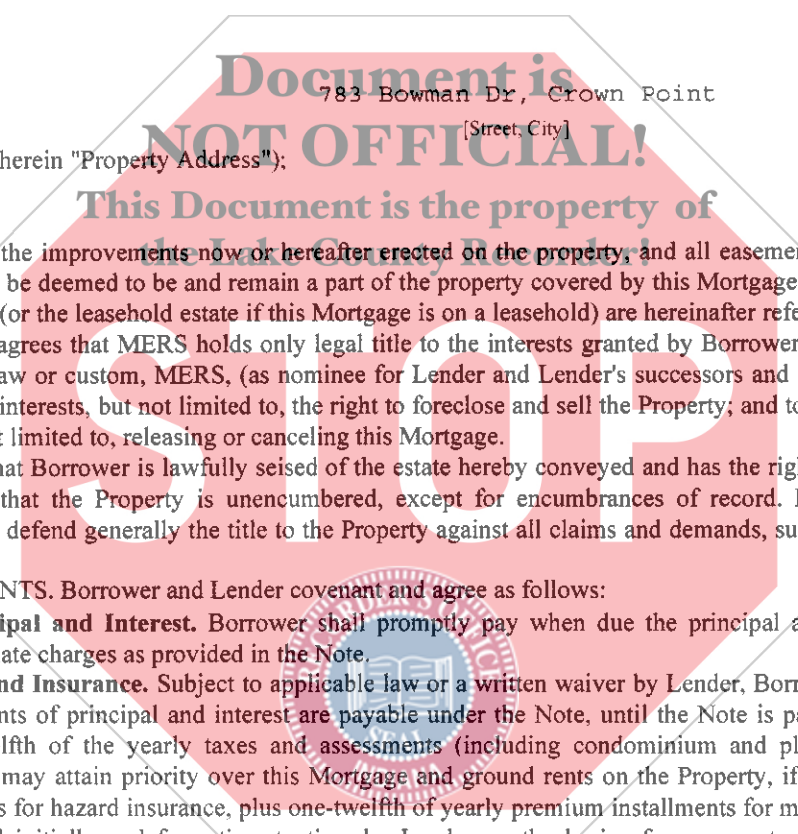 Document is
783 Bowman Dr, Crown Point
[Street, City]
NOT OFFICIAL!
herein "Property Address");
This Document is the property of
the Lake County Recorder!
the improvements now or hereafter erected on the property, and all easeme
be deemed to be and remain a part of the property covered by this Mortgage
(or the leasehold estate if this Mortgage is on a leasehold) are hereinafter refe
agrees that MERS holds only legal title to the interests granted by Borrower
aw or custom, MERS, (as nominee for Lender and Lender's successors and
interests, but not limited to, the right to foreclose and sell the Property; and to
t limited to, releasing or canceling this Mortgage.
STOP
hat Borrower is lawfully seised of the estate hereby conveyed and has the righ
that the Property is unencumbered, except for encumbrances of record.
defend generally the title to the Property against all claims and demands, su
NTS. Borrower and Lender covenant and agree as follows:
ipal and Interest. Borrower shall promptly pay when due the principal a
ate charges as provided in the Note.
RECORDER'S OFFICE
SEAL
INDIANA
nd Insurance. Subject to applicable law or a written waiver by Lender, Borr
nts of principal and interest are payable under the Note, until the Note is pa
lfth of the yearly taxes and assessments (including condominium and pl
may attain priority over this Mortgage and ground rents on the Property, if
s for hazard insurance, plus one-twelfth of yearly premium installments for m